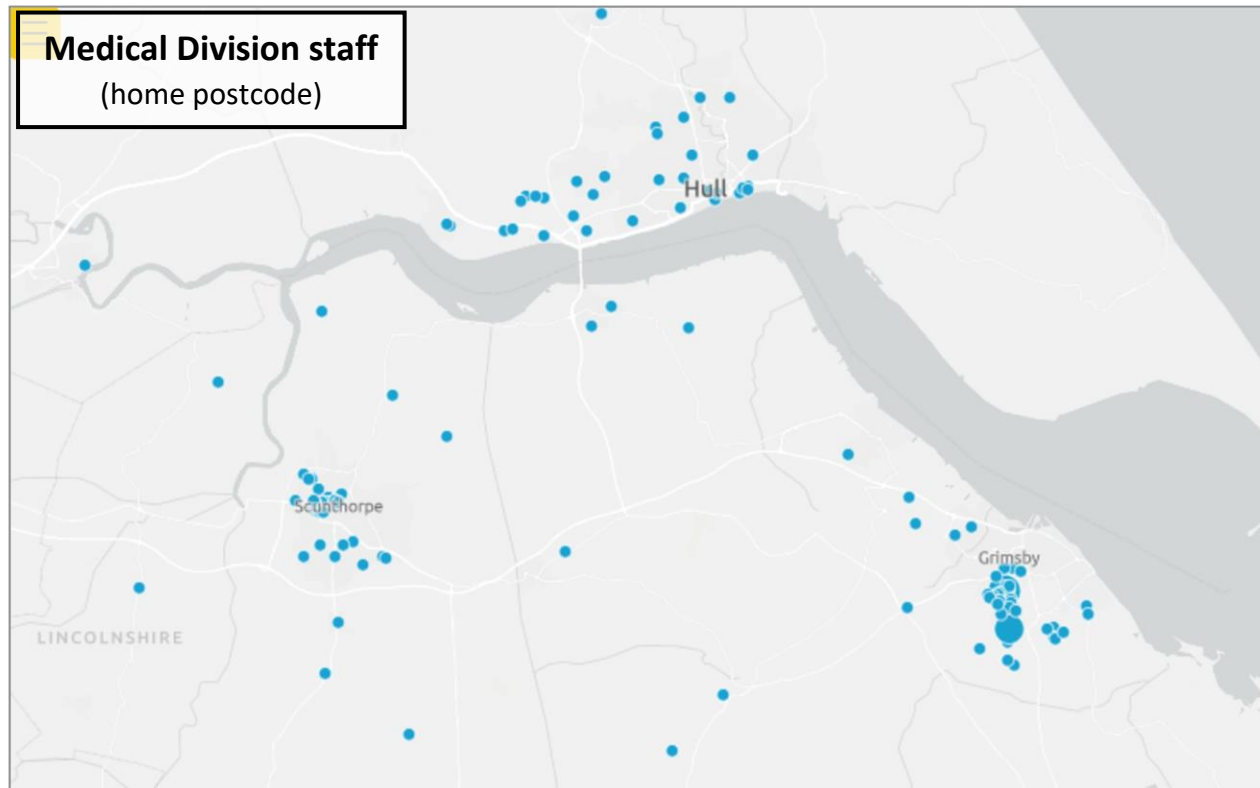 Medical Division staff
(home postcode)
Hull
Scunthorpe
Grimsby
LINCOLNSHIRE